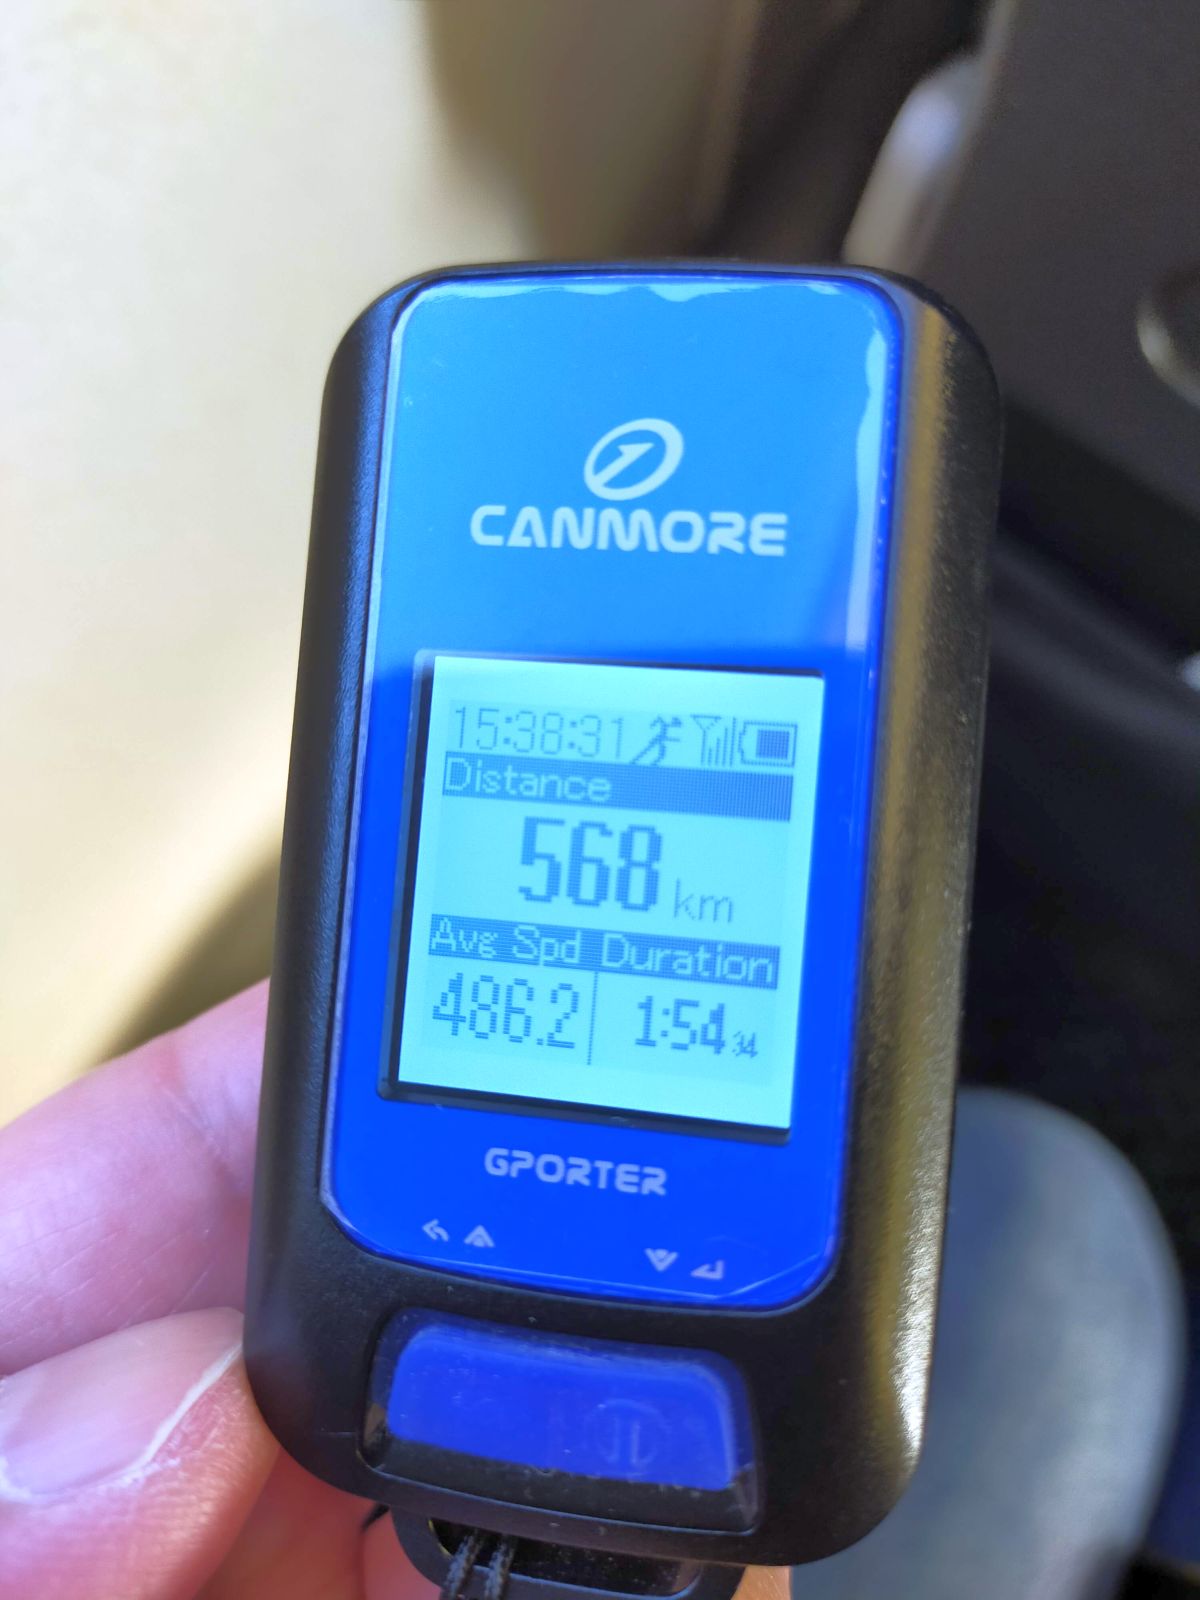 CANMORE
15:38:31
Distance
568 km
Avg Spd Duration
486.2 1:54 34
GPORTER